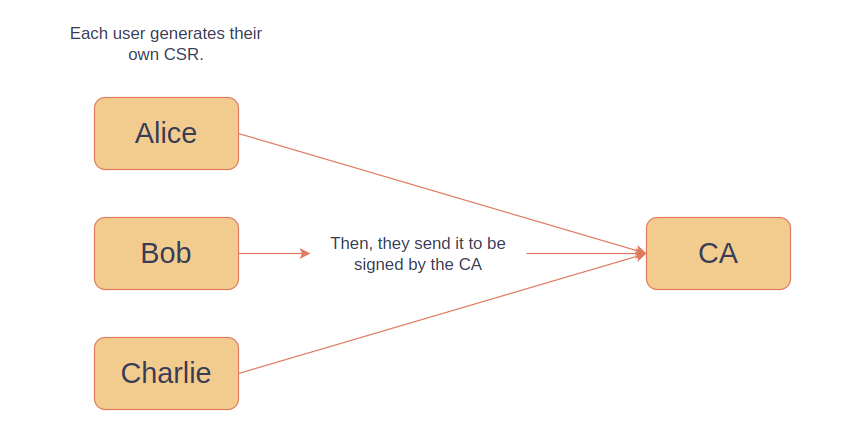 Each user generates their
own CSR.
Alice
Bob
Then, they send it to be
signed by the CA
CA
Charlie